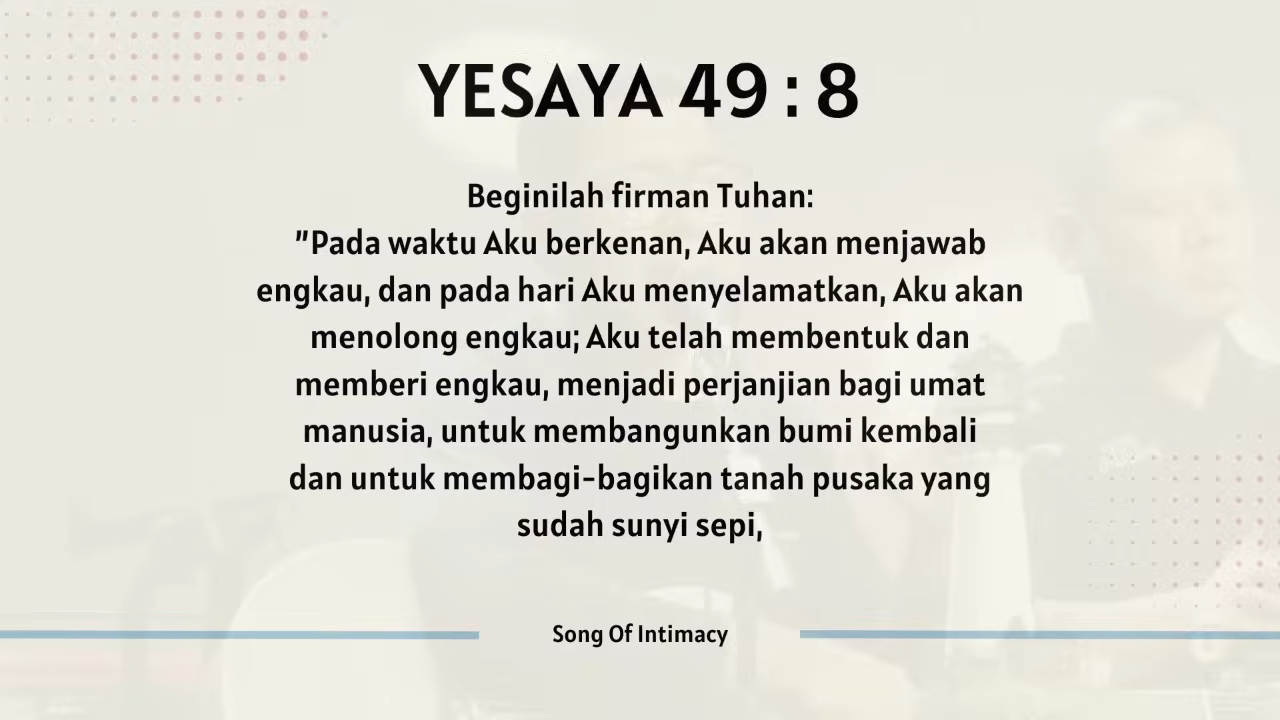 YESAYA 49 : 8
Beginilah firman Tuhan:
"Pada waktu Aku berkenan, Aku akan menjawab
engkau, dan pada hari Aku menyelamatkan, Aku akan
menolong engkau; Aku telah membentuk dan
memberi engkau, menjadi perjanjian bagi umat
manusia, untuk membangunkan bumi kembali
dan untuk membagi-bagikan tanah pusaka yang
sudah sunyi sepi,
Song Of Intimacy